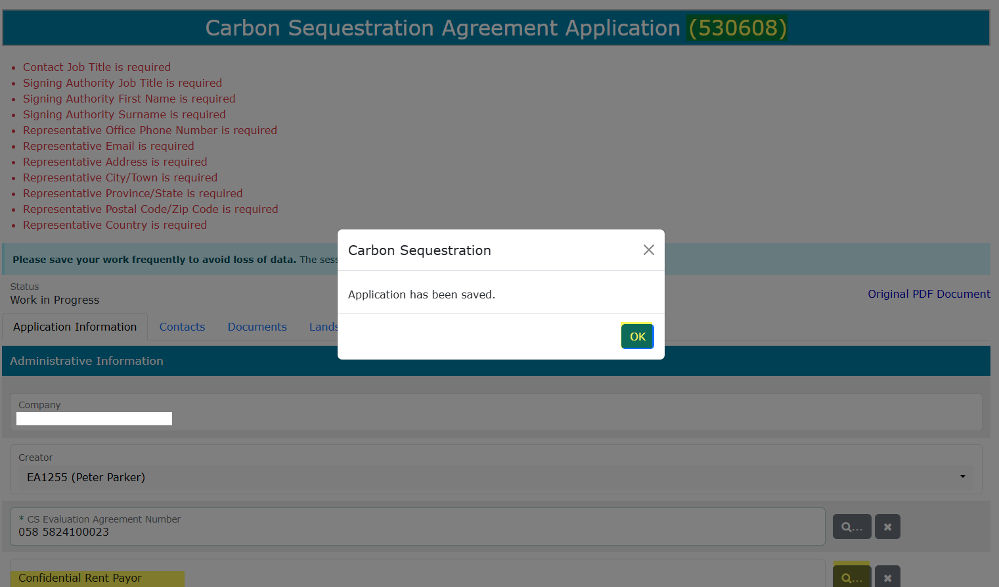 Carbon Sequestration Agreement Application (530608)
Contact Job Title is required
Signing Authority Job Title is required
Signing Authority First Name is required
Signing Authority Surname is required
Representative Office Phone Number is required
Representative Email is required
Representative Address is required
Representative City/Town is required
Representative Province/State is required
Representative Postal Code/Zip Code is required
Representative Country is required
Please save your work frequently to avoid loss of data. The
Status
Work in Progress
Original PDF Document
Application Information Contacts Documents Lands
Carbon Sequestration
Application has been saved.
OK
Administrative Information
Company
Creator
EA1255 (Peter Parker)
* CS Evaluation Agreement Number
058 5824100023
...
Confidential Rent Payor
...